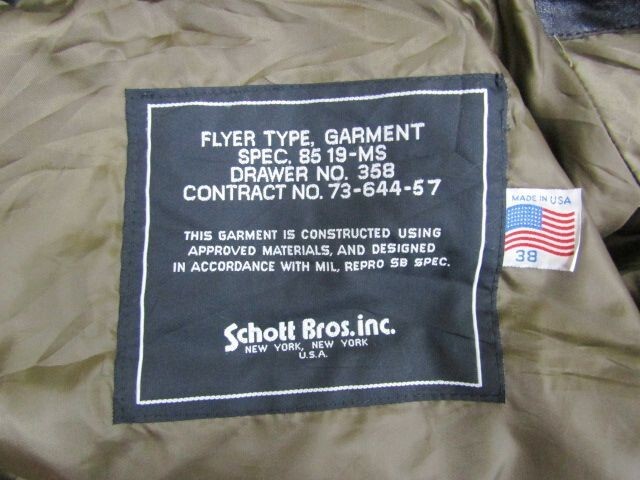 FLYER TYPE, GARMENT
SPEC. 85 19-MS
DRAWER NO. 358
CONTRACT NO. 73-644-57
THIS GARMENT IS CONSTRUCTED USING
APPROVED MATERIALS, AND DESIGNED
IN ACCORDANCE WITH MIL, REPRO SB SPEC.
Schott Bros.inc.
NEW YORK, NEW YORK
U.S.A.
MADE IN USA
38